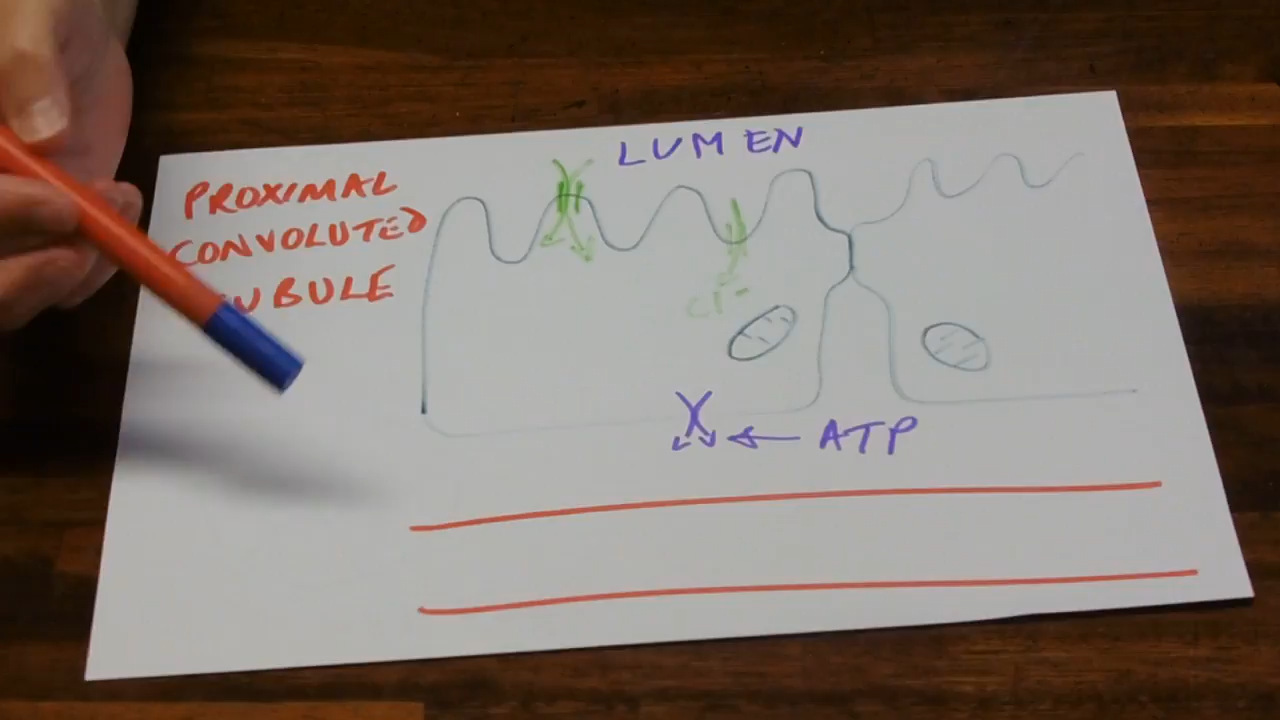 LUMEN
PROXIMAL
CONVOLUTED
UBULE
Cl-
ATP